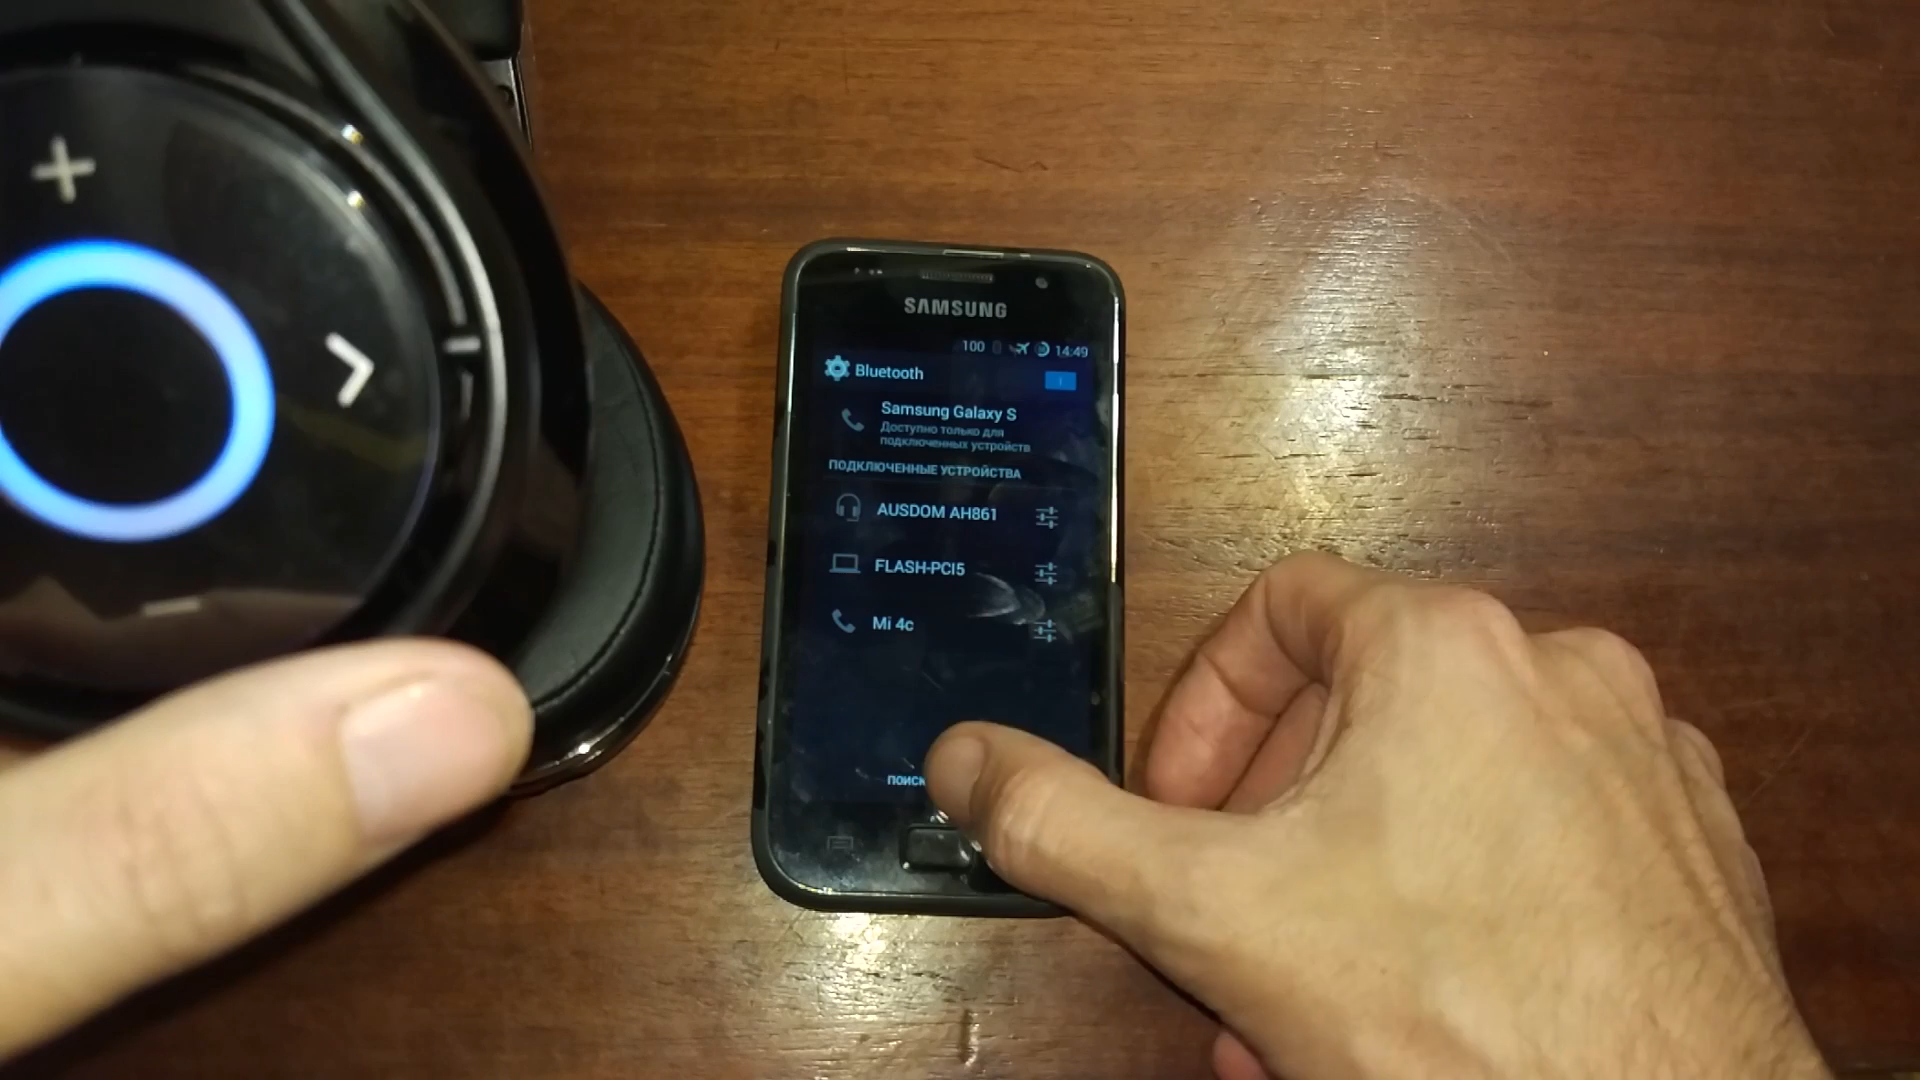 SAMSUNG
100 14:49
Bluetooth
Samsung Galaxy S
Доступно только для
подключенных устройств
ПОДКЛЮЧЕННЫЕ УСТРОЙСТВА
AUSDOM AH861
FLASH-PCI5
Mi 4c
ПОИСК